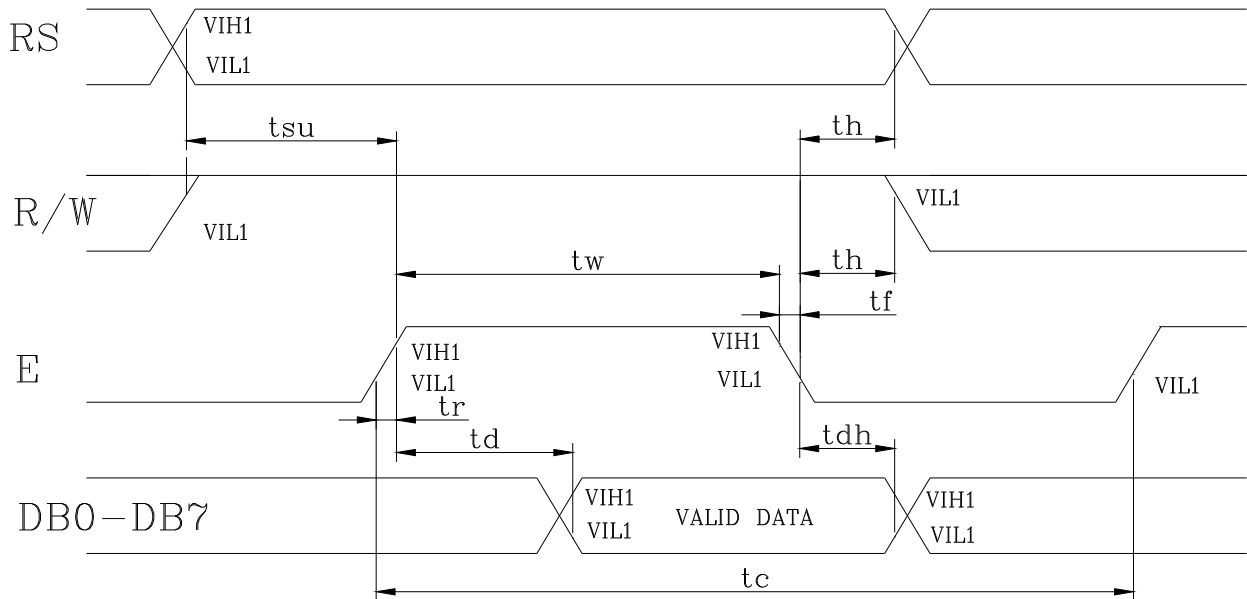 RS
VIH1
VIL1
tsu
th
R/W
VIL1
VIL1
tw
th
tf
E
VIH1
VIL1
VIH1
VIL1
VIL1
tr
td
tdh
DB0-DB7
VIH1
VIL1
VALID DATA
VIH1
VIL1
tc